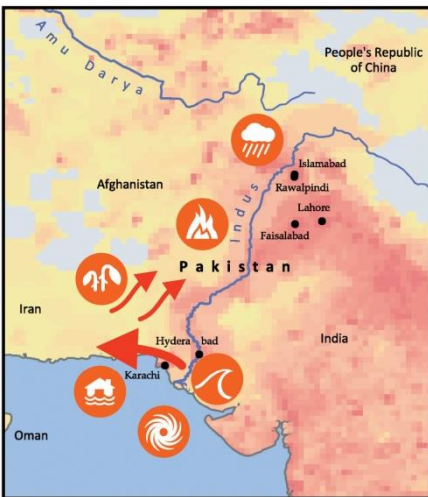 Amu Darya
People's Republic
of China
Islamabad
Rawalpindi
Afghanistan
Indus
Lahore
Faisalabad
Pakistan
Iran
India
Hydera bad
Karachi
Oman